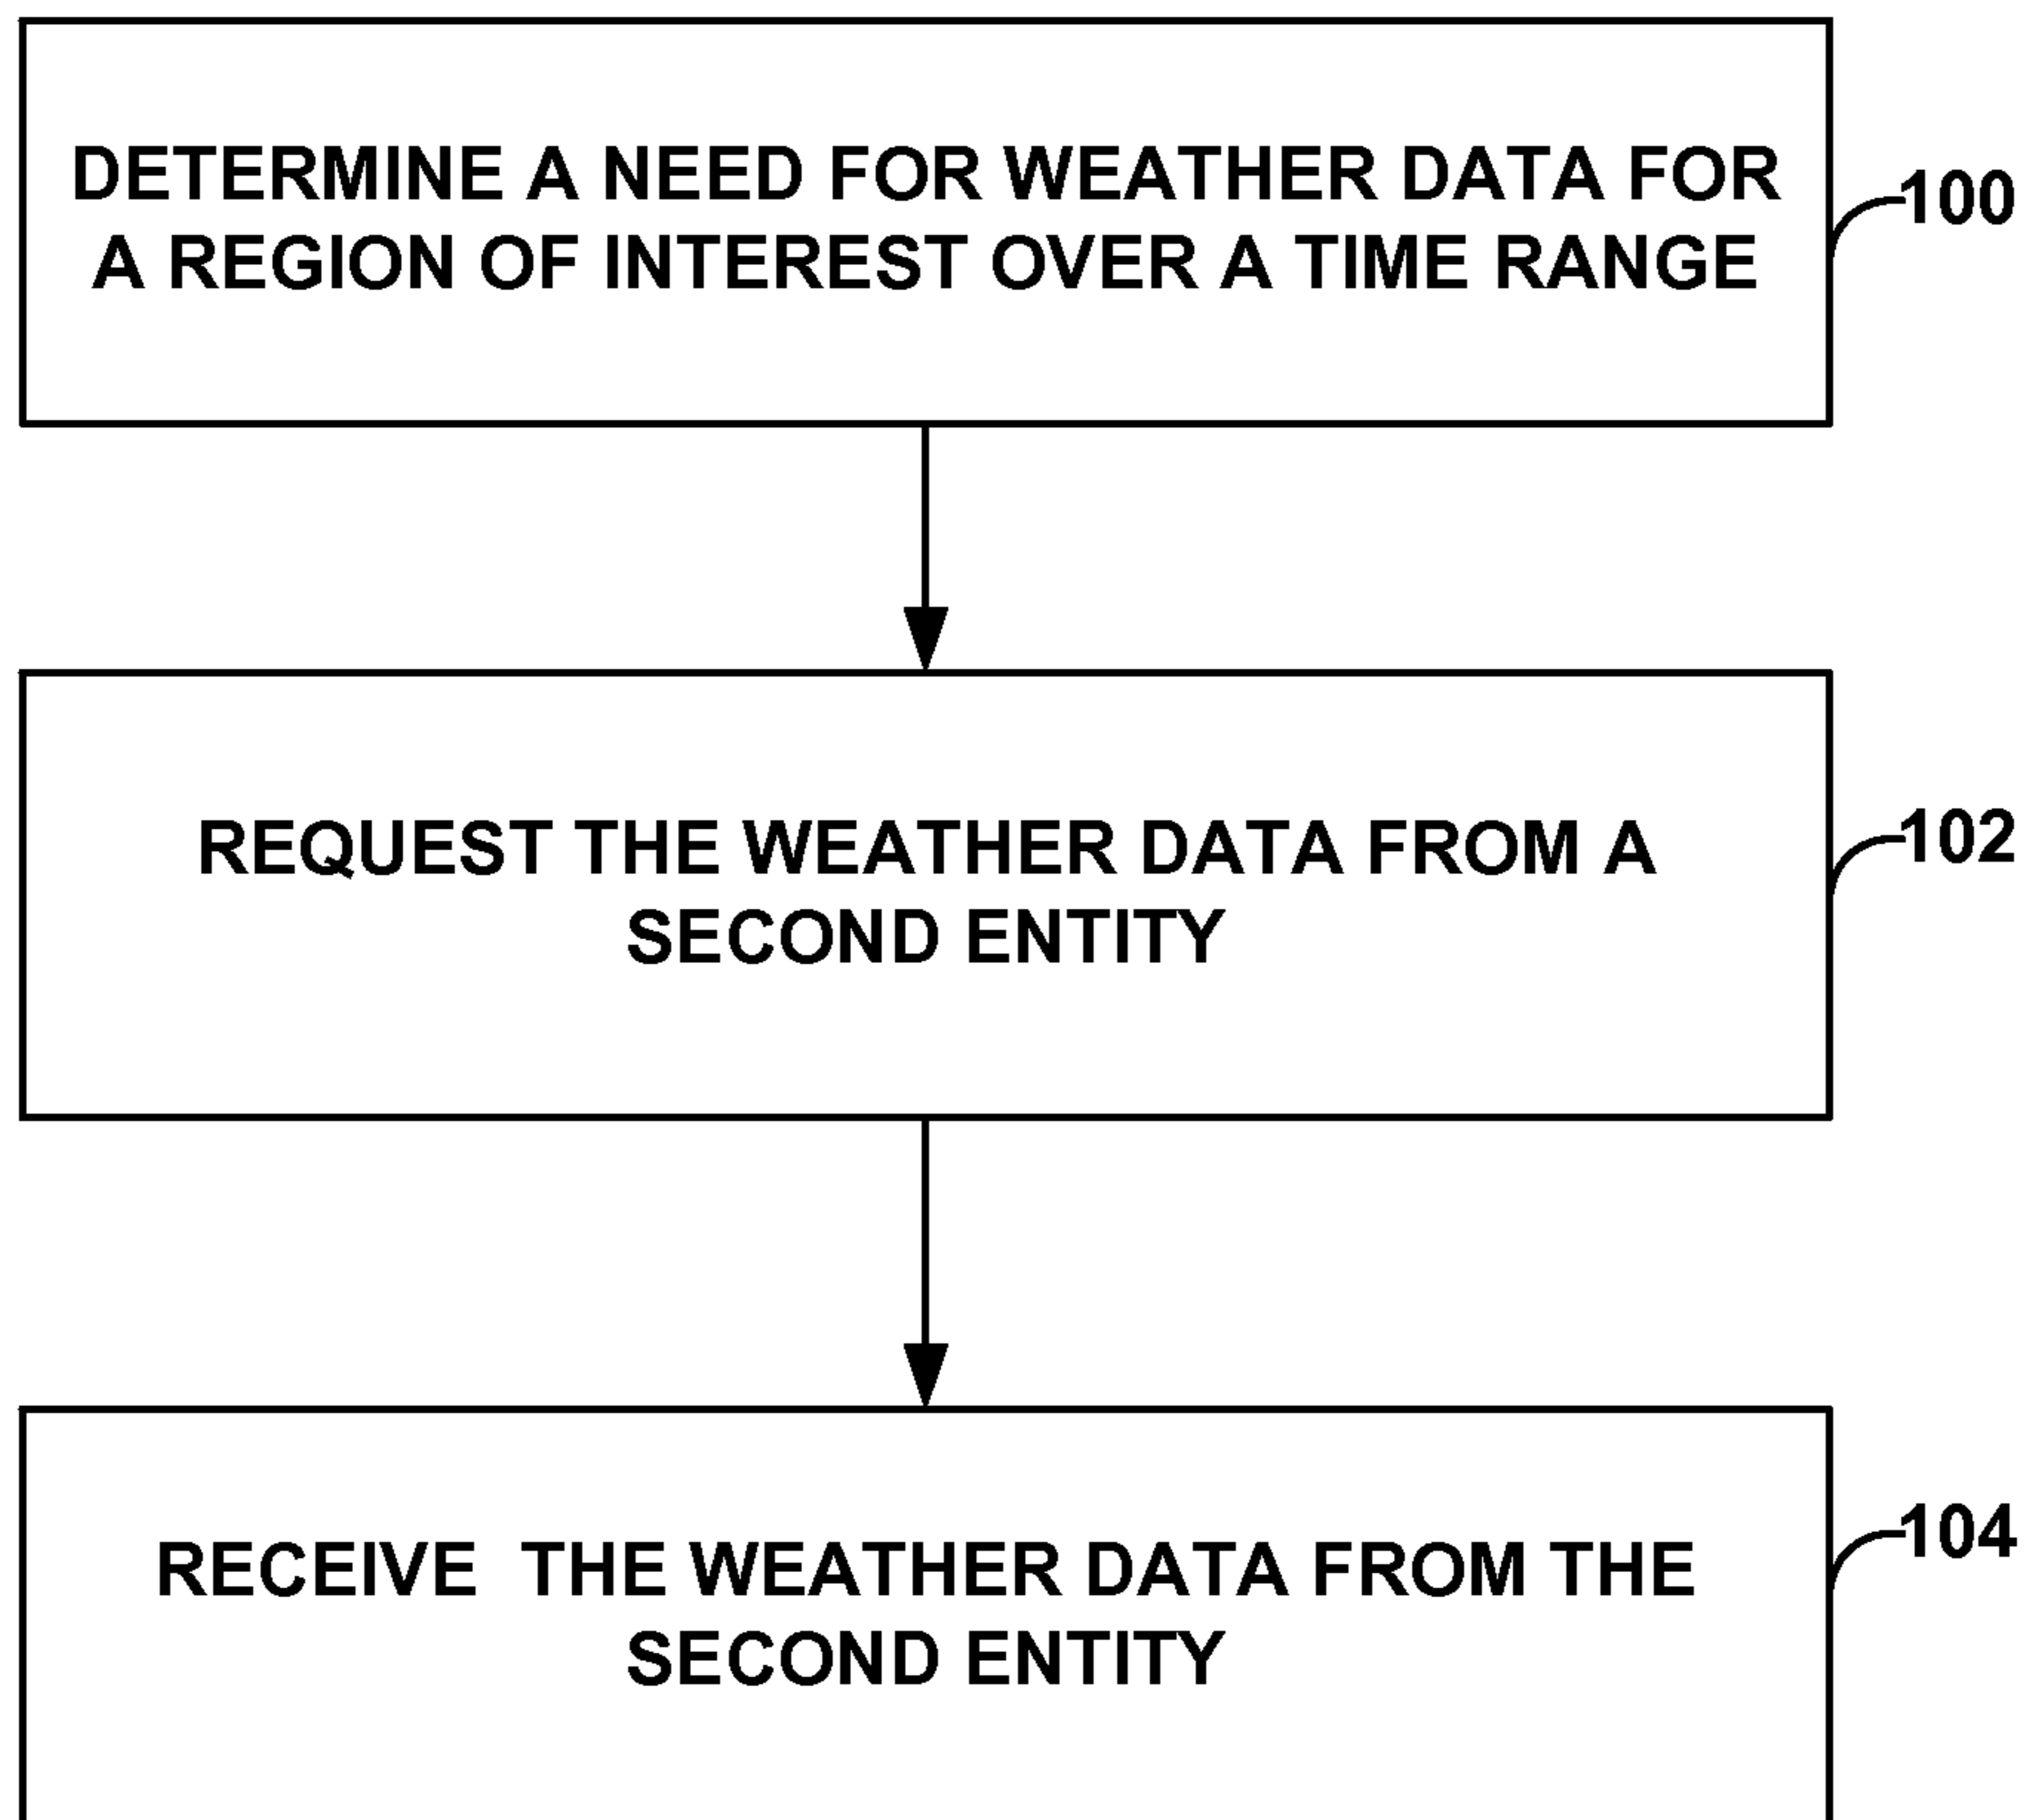 DETERMINE A NEED FOR WEATHER DATA FOR
A REGION OF INTEREST OVER A TIME RANGE
100
REQUEST THE WEATHER DATA FROM A
SECOND ENTITY
102
RECEIVE THE WEATHER DATA FROM THE
SECOND ENTITY
104